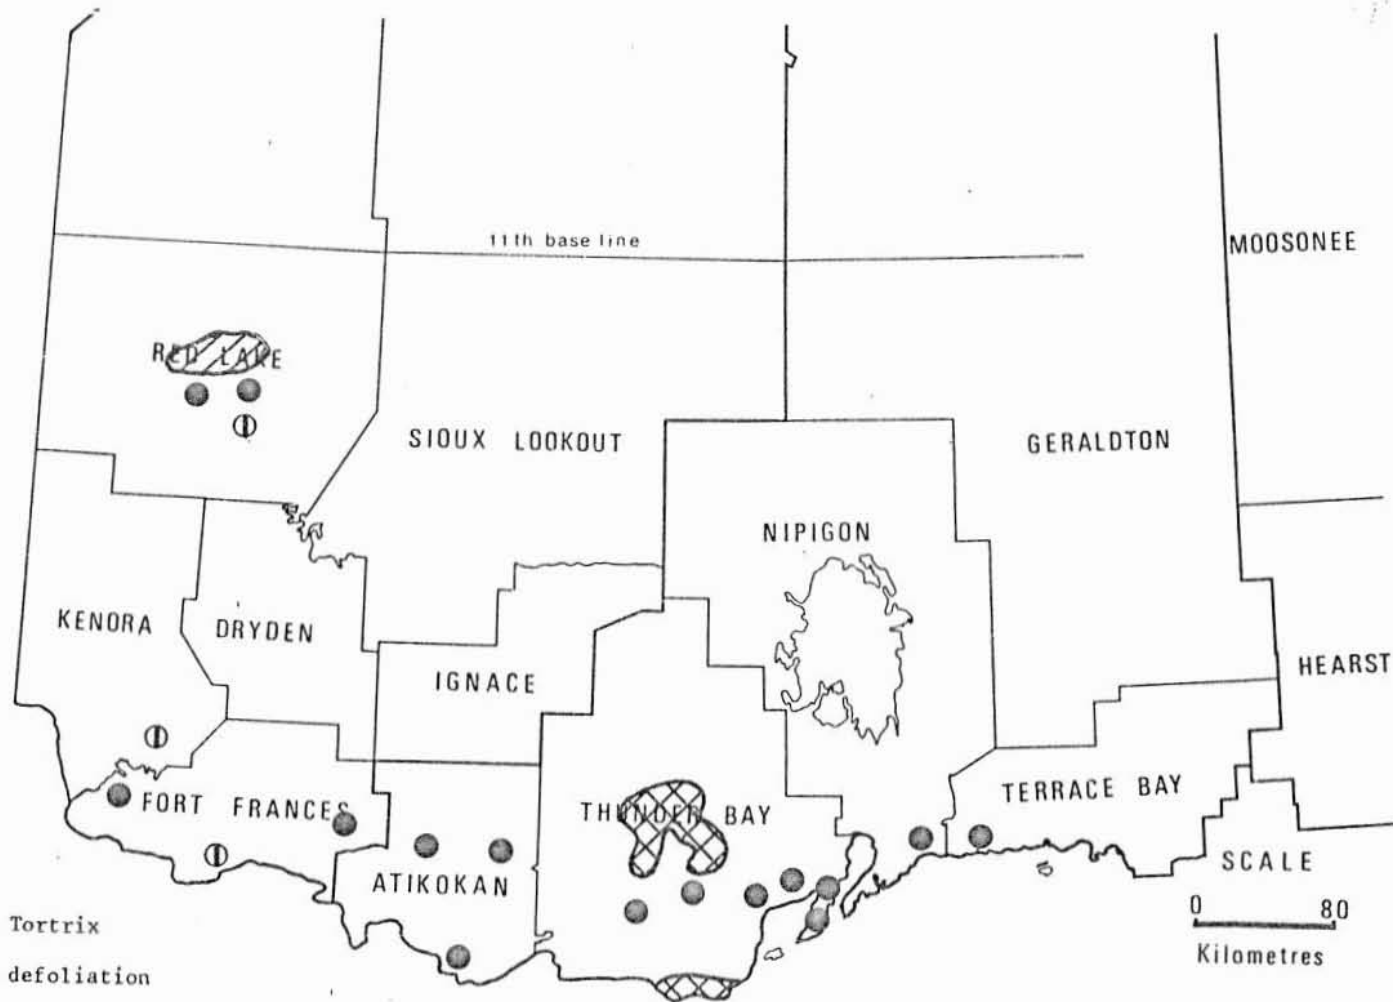 11th base line
MOOSONEE
RED LAKE
SIOUX LOOKOUT
GERALDTON
NIPIGON
KENORA
DRYDEN
IGNACE
HEARST
FORT FRANCES
THUNDER BAY
TERRACE BAY
ATIKOKAN
SCALE
0 80
Kilometres
Tortrix
defoliation